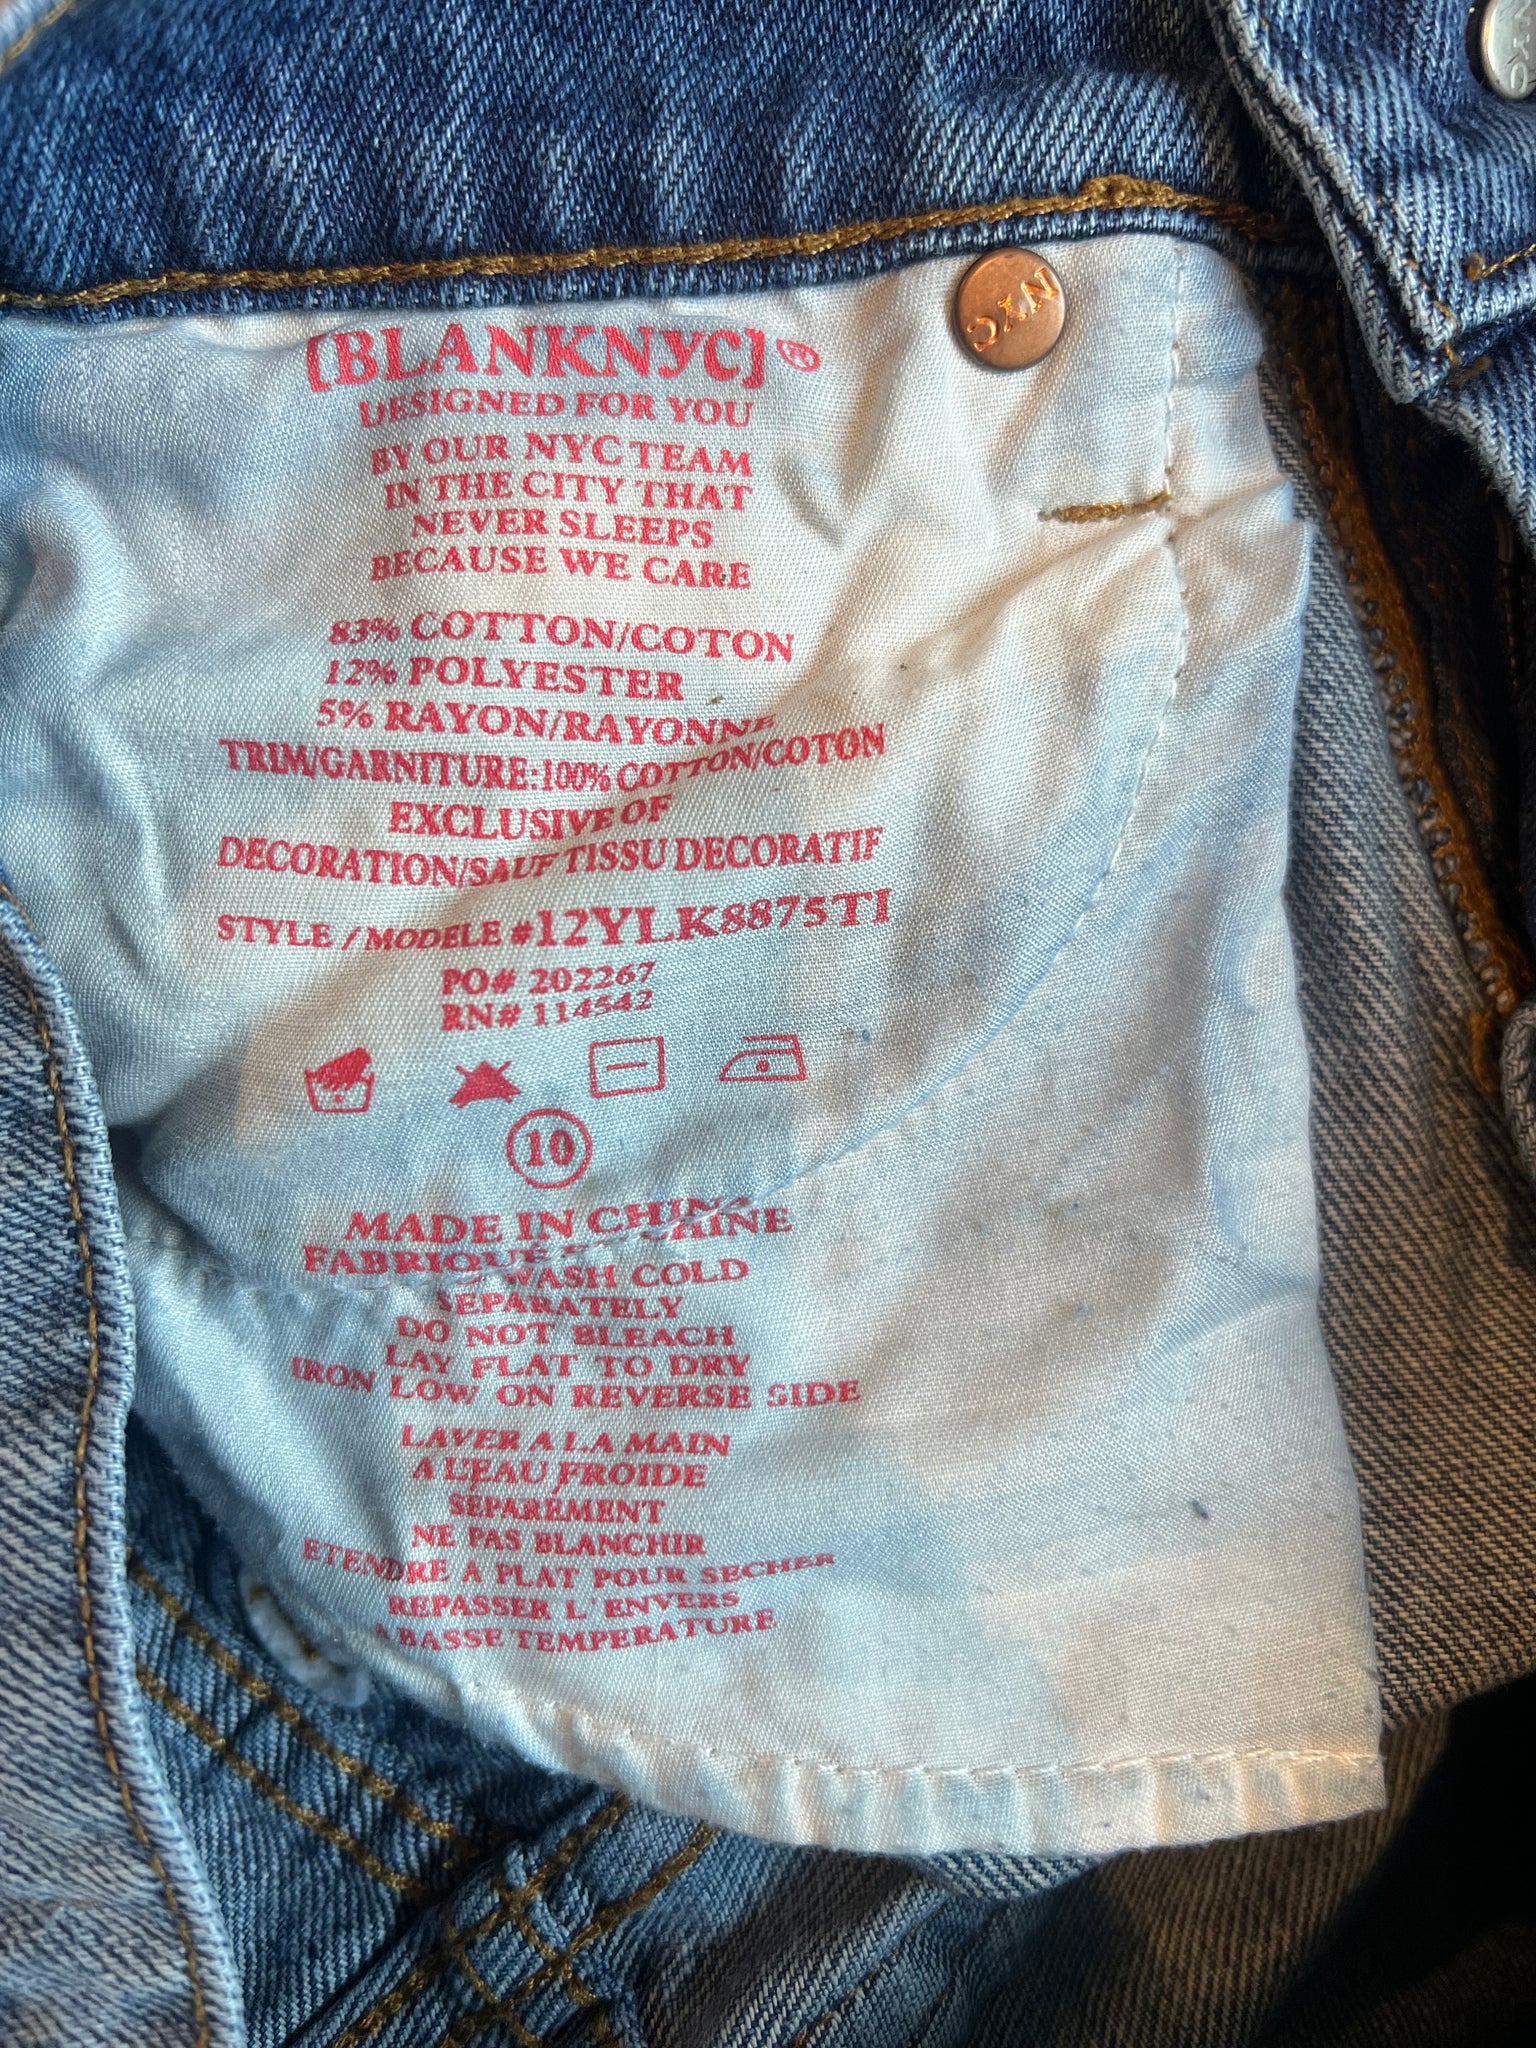 [BLANKNYC]®
DESIGNED FOR YOU
BY OUR NYC TEAM
IN THE CITY THAT
NEVER SLEEPS
BECAUSE WE CARE
83% COTTON/COTON
12% POLYESTER
5% RAYON/RAYONNE
TRIM/GARNITURE:100% COTTON/COTON
EXCLUSIVE OF
DECORATION/SAUF TISSU DECORATIF
STYLE / MODELE #12YLK8875TI
PO# 202267
RN# 114542
10
MADE IN CHINA
FABRIQUÉ CHINE
WASH COLD
SEPARATELY
DO NOT BLEACH
LAY FLAT TO DRY
IRON LOW ON REVERSE SIDE
LAVER A LA MAIN
A L'EAU FROIDE
SÉPARÉMENT
NE PAS BLANCHIR
ETENDRE A PLAT POUR SECHER
REPASSER L'ENVERS
A BASSE TEMPERATURE
NYC
NYC